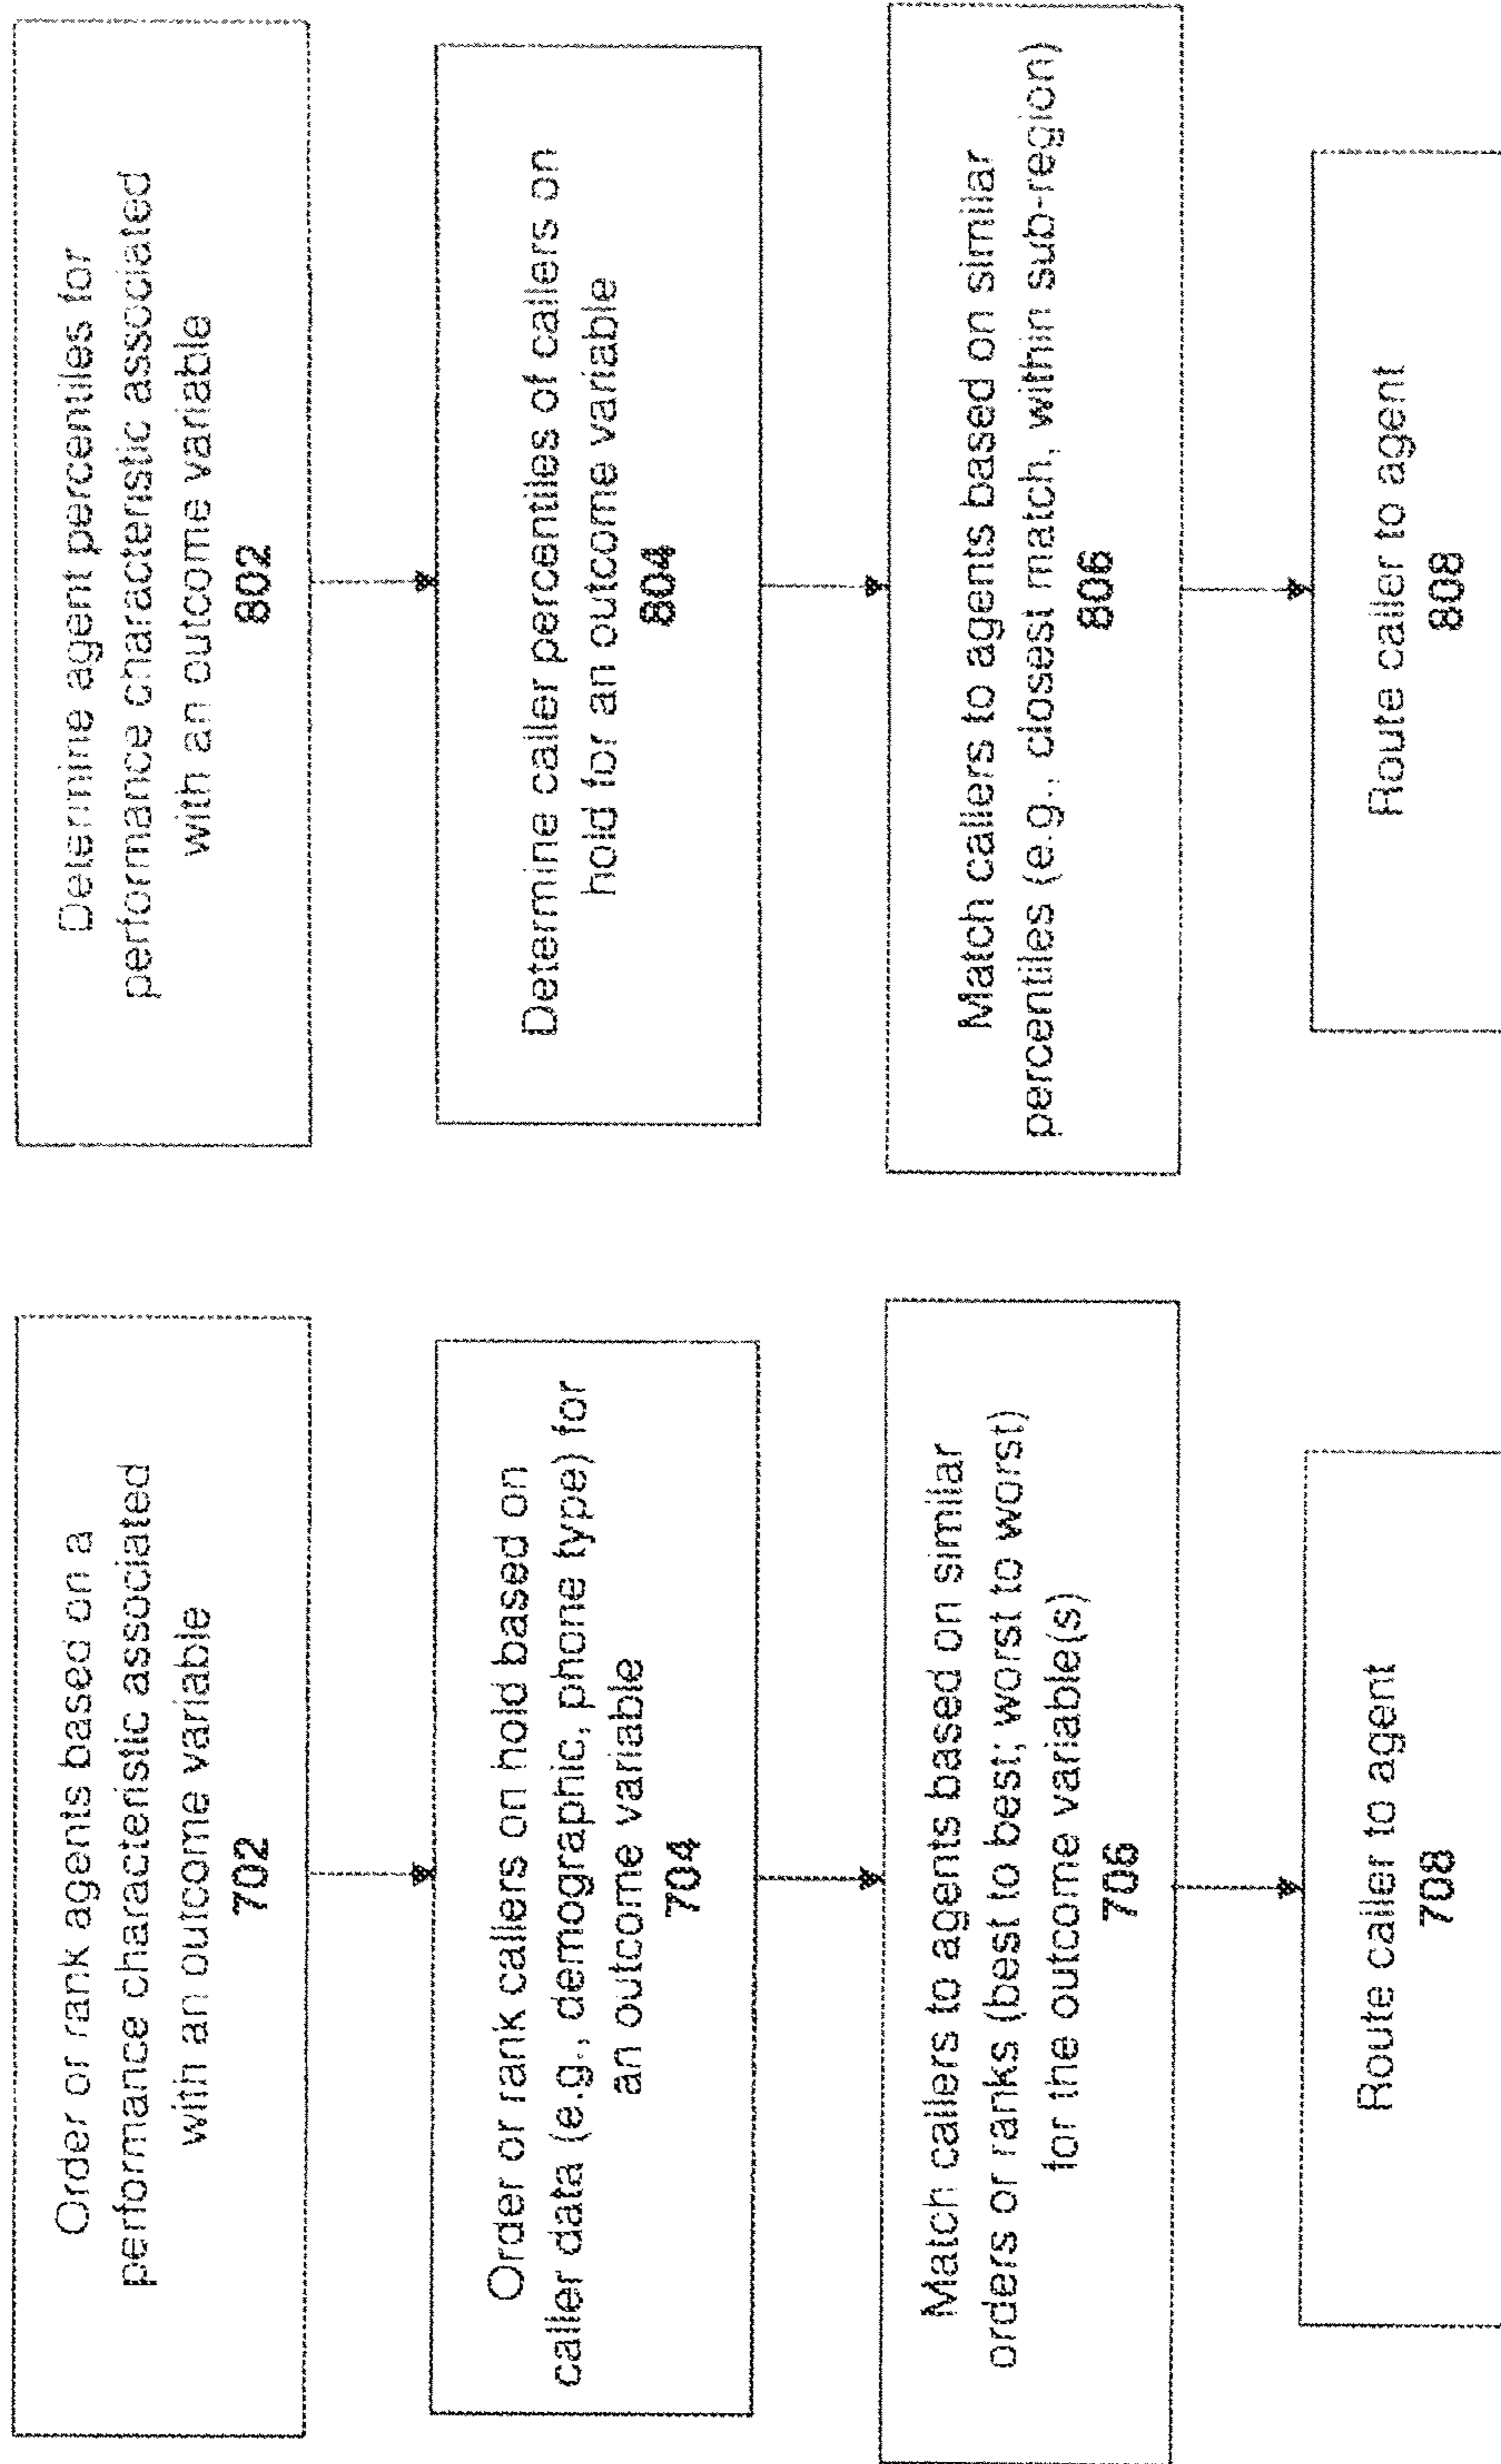 Order or rank agents based on a
performance characteristic associated
with an outcome variable
702
Order or rank callers on hold based on
caller data (e.g., demographic, phone type) for
an outcome variable
704
Match callers to agents based on similar
orders or ranks (best to best; worst to worst)
for the outcome variable(s)
706
Route caller to agent
708
Determine agent percentiles for
performance characteristic associated
with an outcome variable
802
Determine caller percentiles of callers on
hold for an outcome variable
804
Match callers to agents based on similar
percentiles (e.g., closest match, within sub-region)
806
Route caller to agent
808